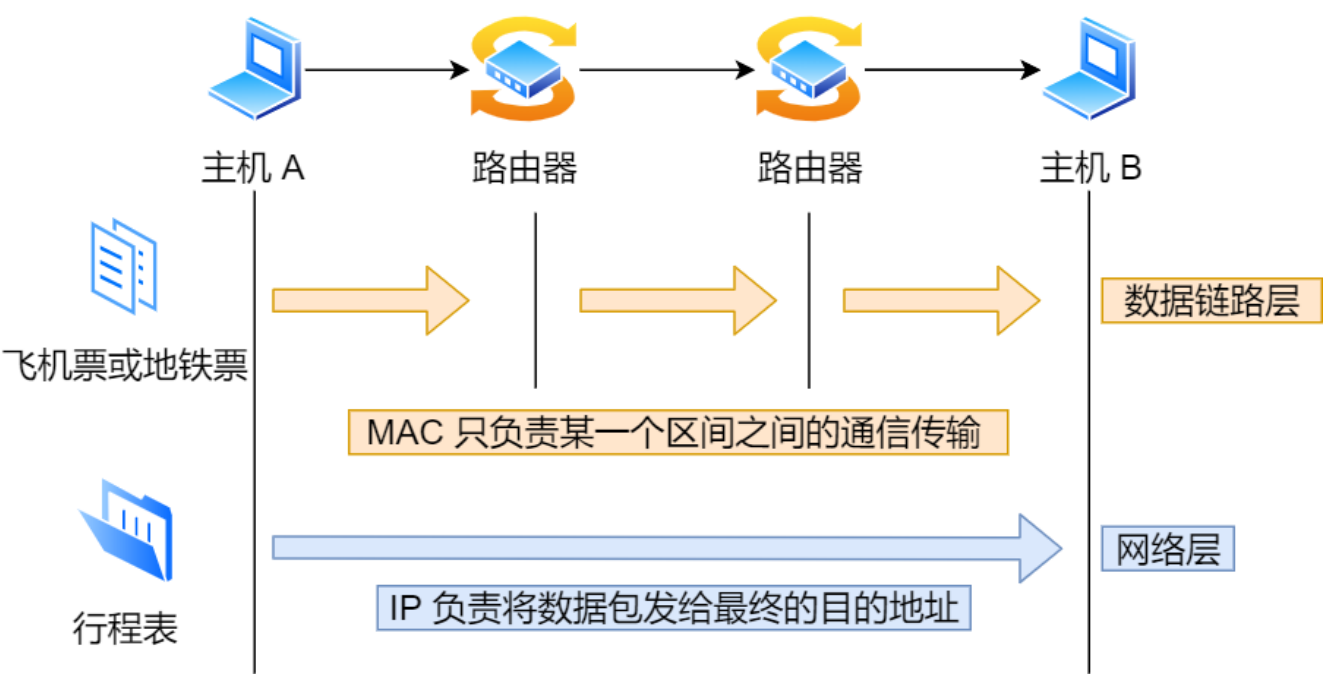 主机 A
路由器
路由器
主机 B
数据链路层
飞机票或地铁票
MAC 只负责某一个区间之间的通信传输
网络层
IP 负责将数据包发给最终的目的地址
行程表